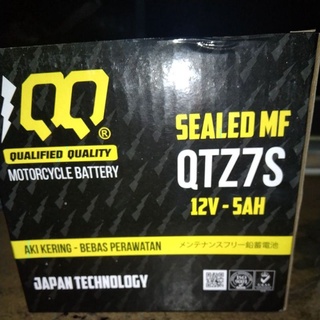 QQ
®
QUALIFIED QUALITY
MOTORCYCLE BATTERY
SEALED MF
QTZ7S
12V - 5AH
AKI KERING - BEBAS PERAWATAN
メンテナンスフリー鉛蓄電池
JAPAN TECHNOLOGY